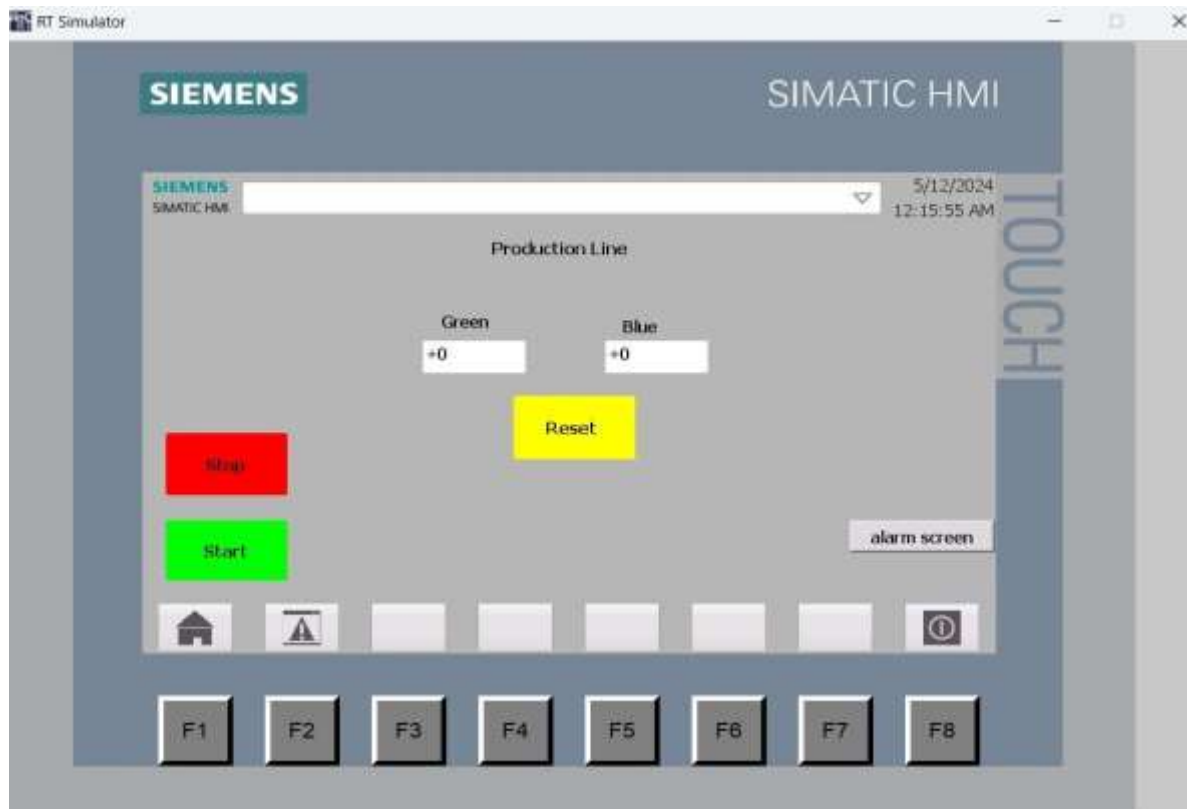 RT Simulator
SIEMENS
SIMATIC HMI
SIEMENS
SIMATIC HMI
5/12/2024
12:15:55 AM
TOUCH
Production Line
Green
Blue
+0
+0
Reset
Stop
Start
alarm screen
F1
F2
F3
F4
F5
F6
F7
F8